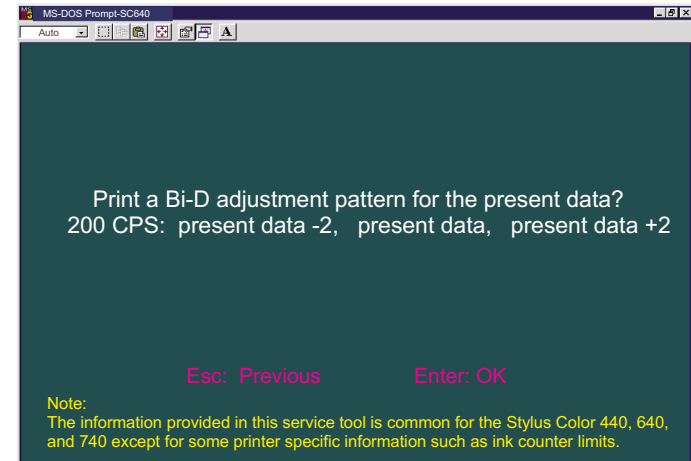 MS-DOS Prompt-SC640
Auto A
Print a Bi-D adjustment pattern for the present data?
200 CPS: present data -2, present data, present data +2
Esc: Previous Enter: OK
Note:
The information provided in this service tool is common for the Stylus Color 440, 640,
and 740 except for some printer specific information such as ink counter limits.